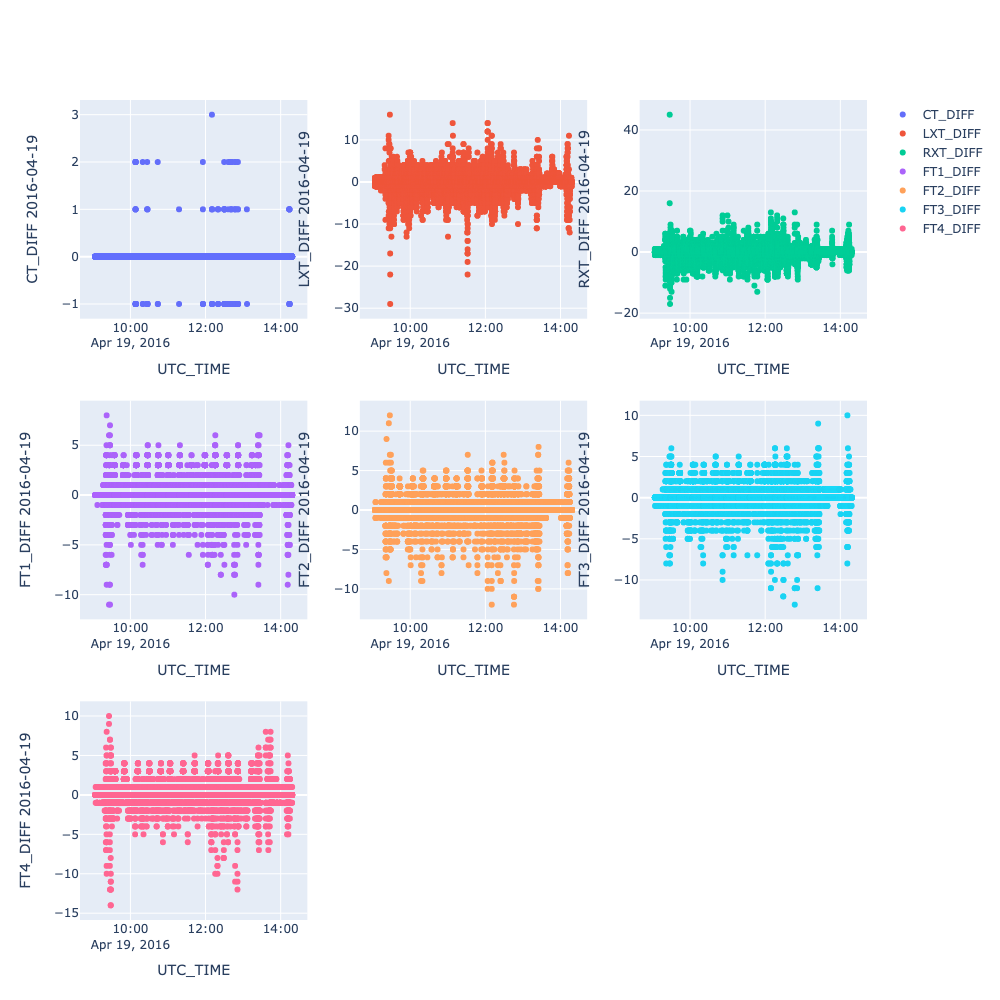 CT_DIFF 2016-04-19
3
2
1
0
−1
10:00
12:00
14:00
Apr 19, 2016
UTC_TIME
LXT_DIFF 2016-04-19
10
0
−10
−20
−30
10:00
12:00
14:00
Apr 19, 2016
UTC_TIME
RXT_DIFF 2016-04-19
40
20
0
−20
10:00
12:00
14:00
Apr 19, 2016
UTC_TIME
CT_DIFF
LXT_DIFF
RXT_DIFF
FT1_DIFF
FT2_DIFF
FT3_DIFF
FT4_DIFF
FT1_DIFF 2016-04-19
5
0
−5
−10
10:00
12:00
14:00
Apr 19, 2016
UTC_TIME
FT2_DIFF 2016-04-19
10
5
0
−5
−10
10:00
12:00
14:00
Apr 19, 2016
UTC_TIME
FT3_DIFF 2016-04-19
10
5
0
−5
−10
10:00
12:00
14:00
Apr 19, 2016
UTC_TIME
FT4_DIFF 2016-04-19
10
5
0
−5
−10
−15
10:00
12:00
14:00
Apr 19, 2016
UTC_TIME